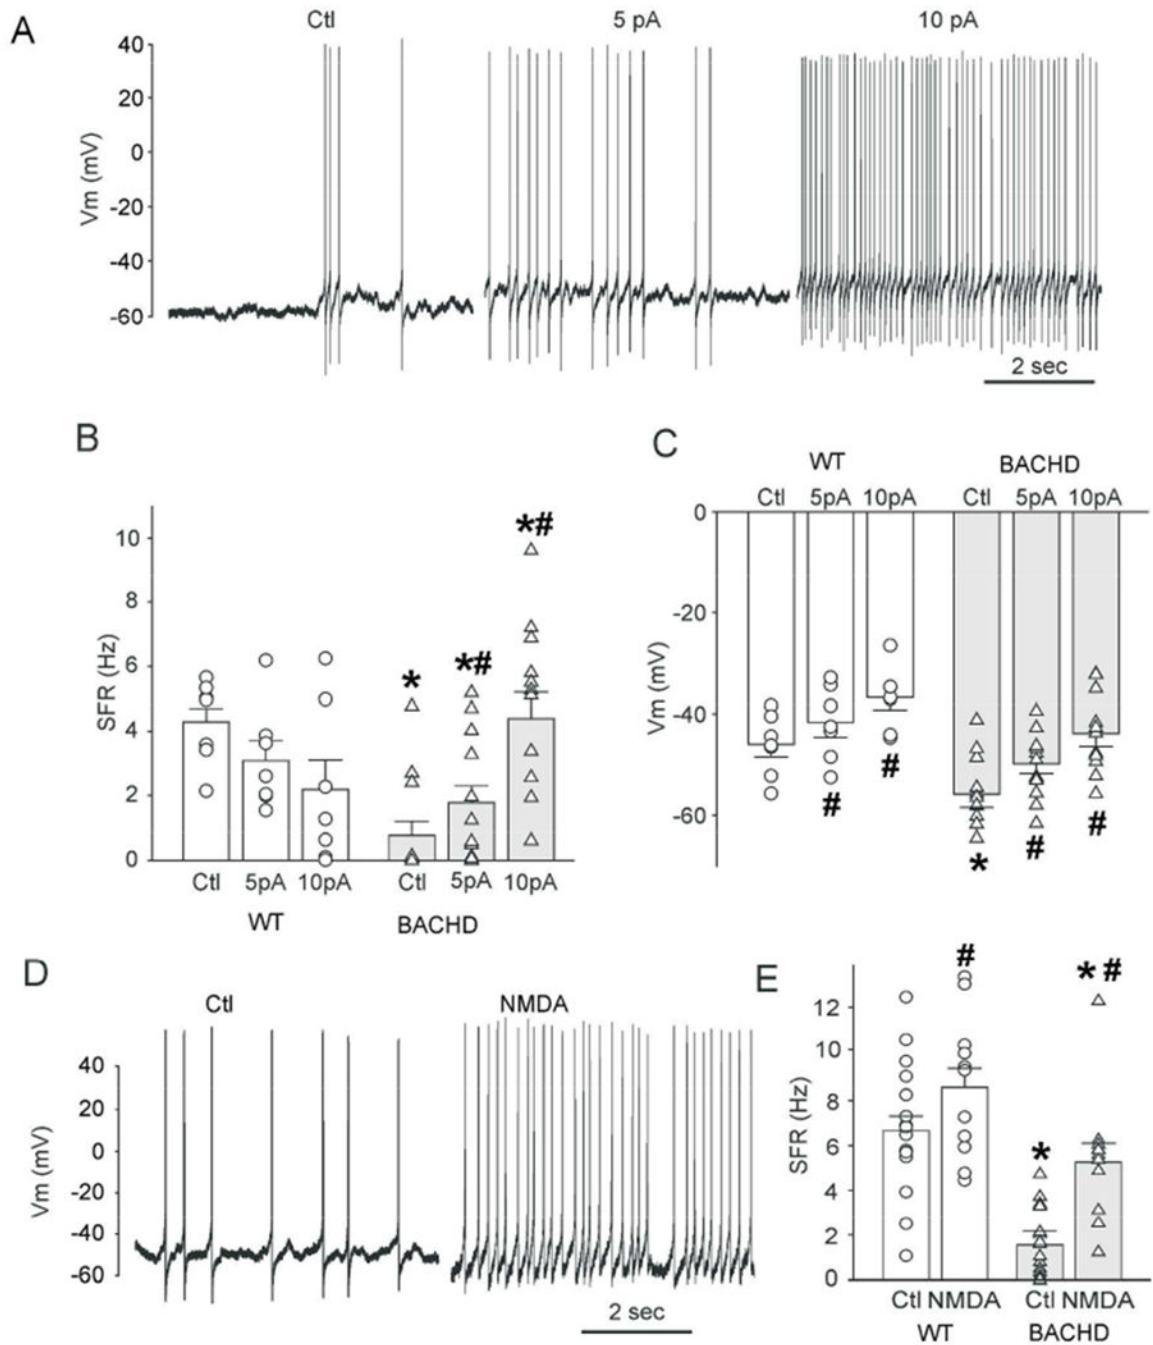 A
Ctl 5 pA 10 pA
Vm (mV)
40
20
0
-20
-40
-60
2 sec
B
SFR (Hz)
10
8
6
4
2
0
*
*#
*#
Ctl 5pA 10pA Ctl 5pA 10pA
WT BACHD
C
WT BACHD
Ctl 5pA 10pA Ctl 5pA 10pA
Vm (mV)
0
-20
-40
-60
#
#
*
#
#
D
Ctl NMDA
Vm (mV)
40
20
0
-20
-40
-60
2 sec
E
SFR (Hz)
12
10
8
6
4
2
0
#
*
*#
Ctl NMDA Ctl NMDA
WT BACHD